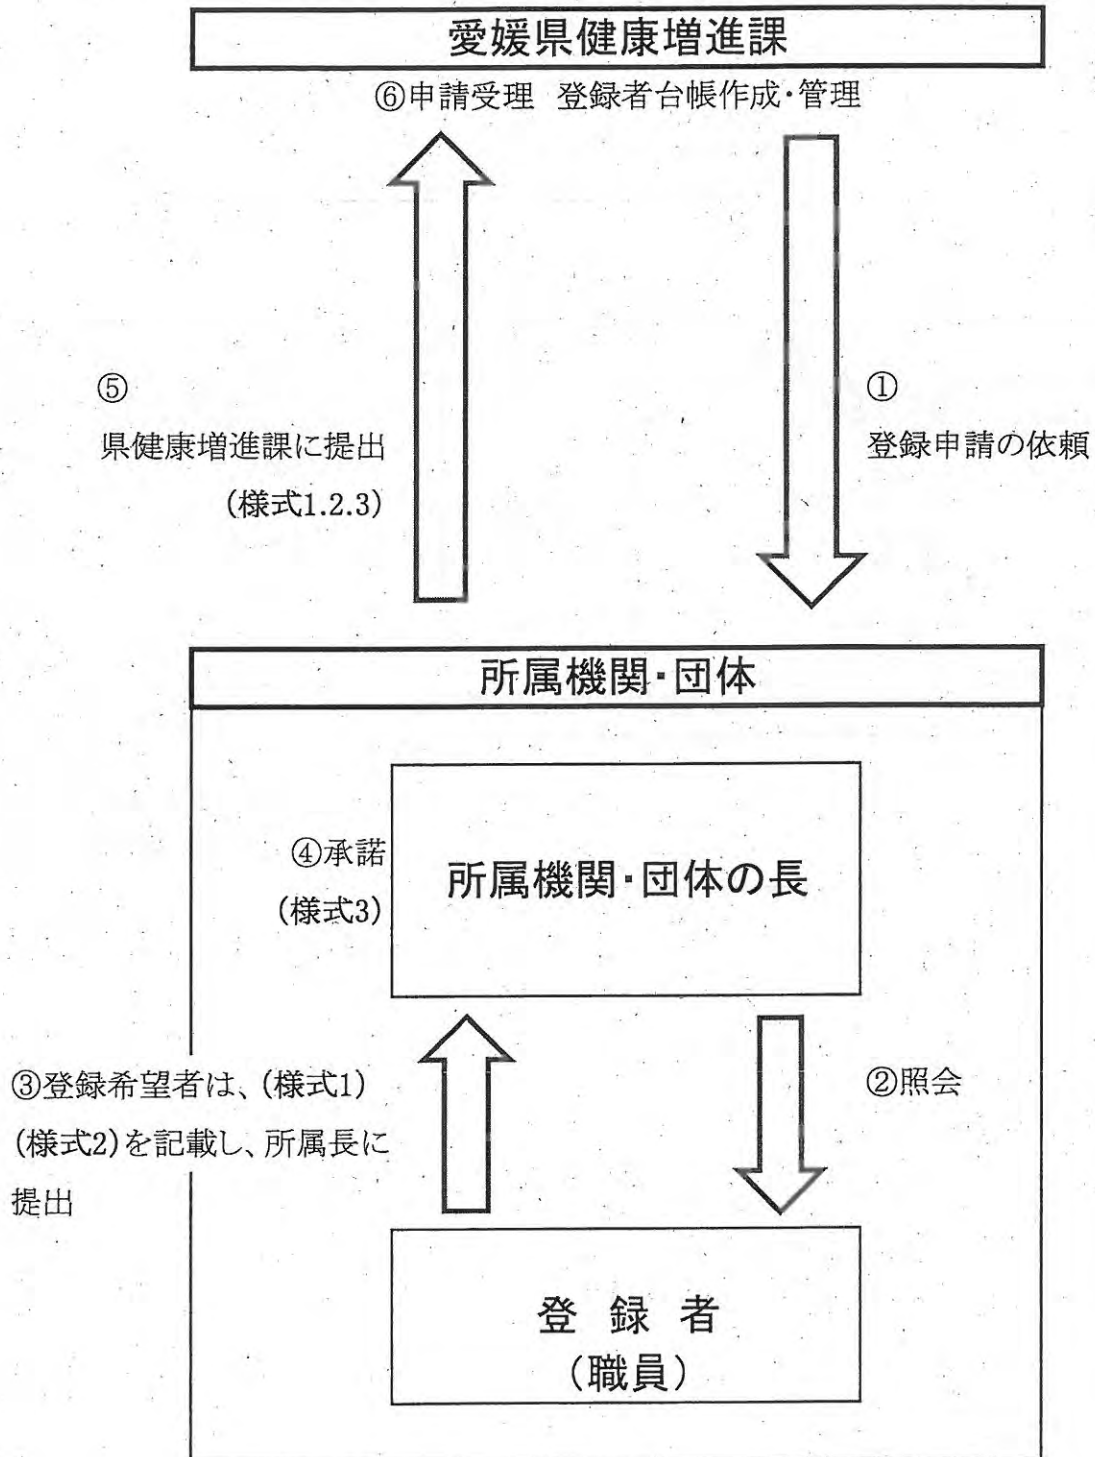 愛媛県健康増進課
⑥申請受理 登録者台帳作成・管理
⑤
県健康増進課に提出
(様式1.2.3)
①
登録申請の依頼
所属機関・団体
④承諾
(様式3)
所属機関・団体の長
③登録希望者は、(様式1)
(様式2)を記載し、所属長に
提出
②照会
登 録 者
(職員)